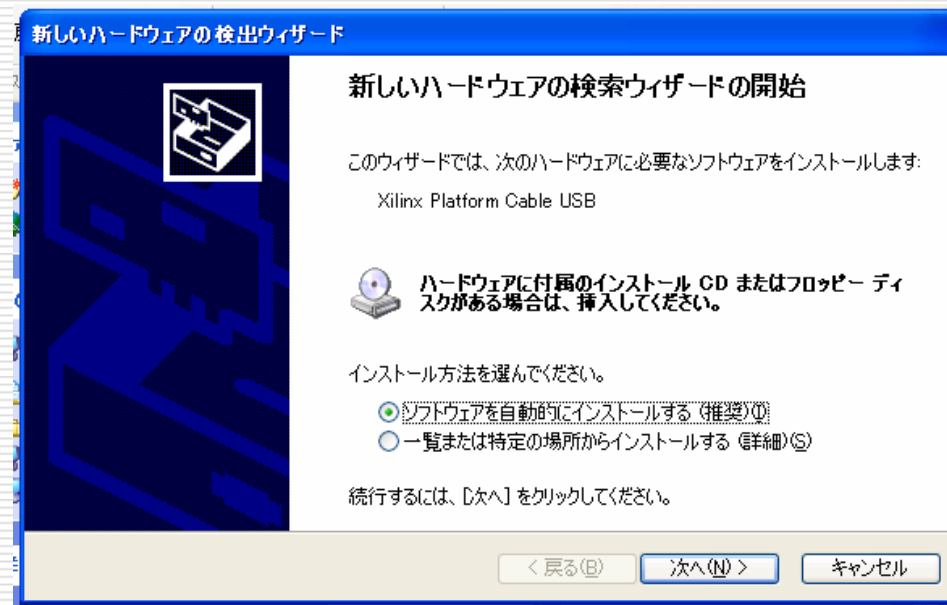 新しいハードウェアの検出ウィザード
新しいハードウェアの検索ウィザードの開始
このウィザードでは、次のハードウェアに必要なソフトウェアをインストールします:
Xilinx Platform Cable USB
ハードウェアに付属のインストール CD またはフロッピー ディ
スクがある場合は、挿入してください。
インストール方法を選んでください。
ソフトウェアを自動的にインストールする (推奨)(I)
一覧または特定の場所からインストールする (詳細)(S)
続行するには、[次へ] をクリックしてください。
< 戻る(B)
次へ(N) >
キャンセル